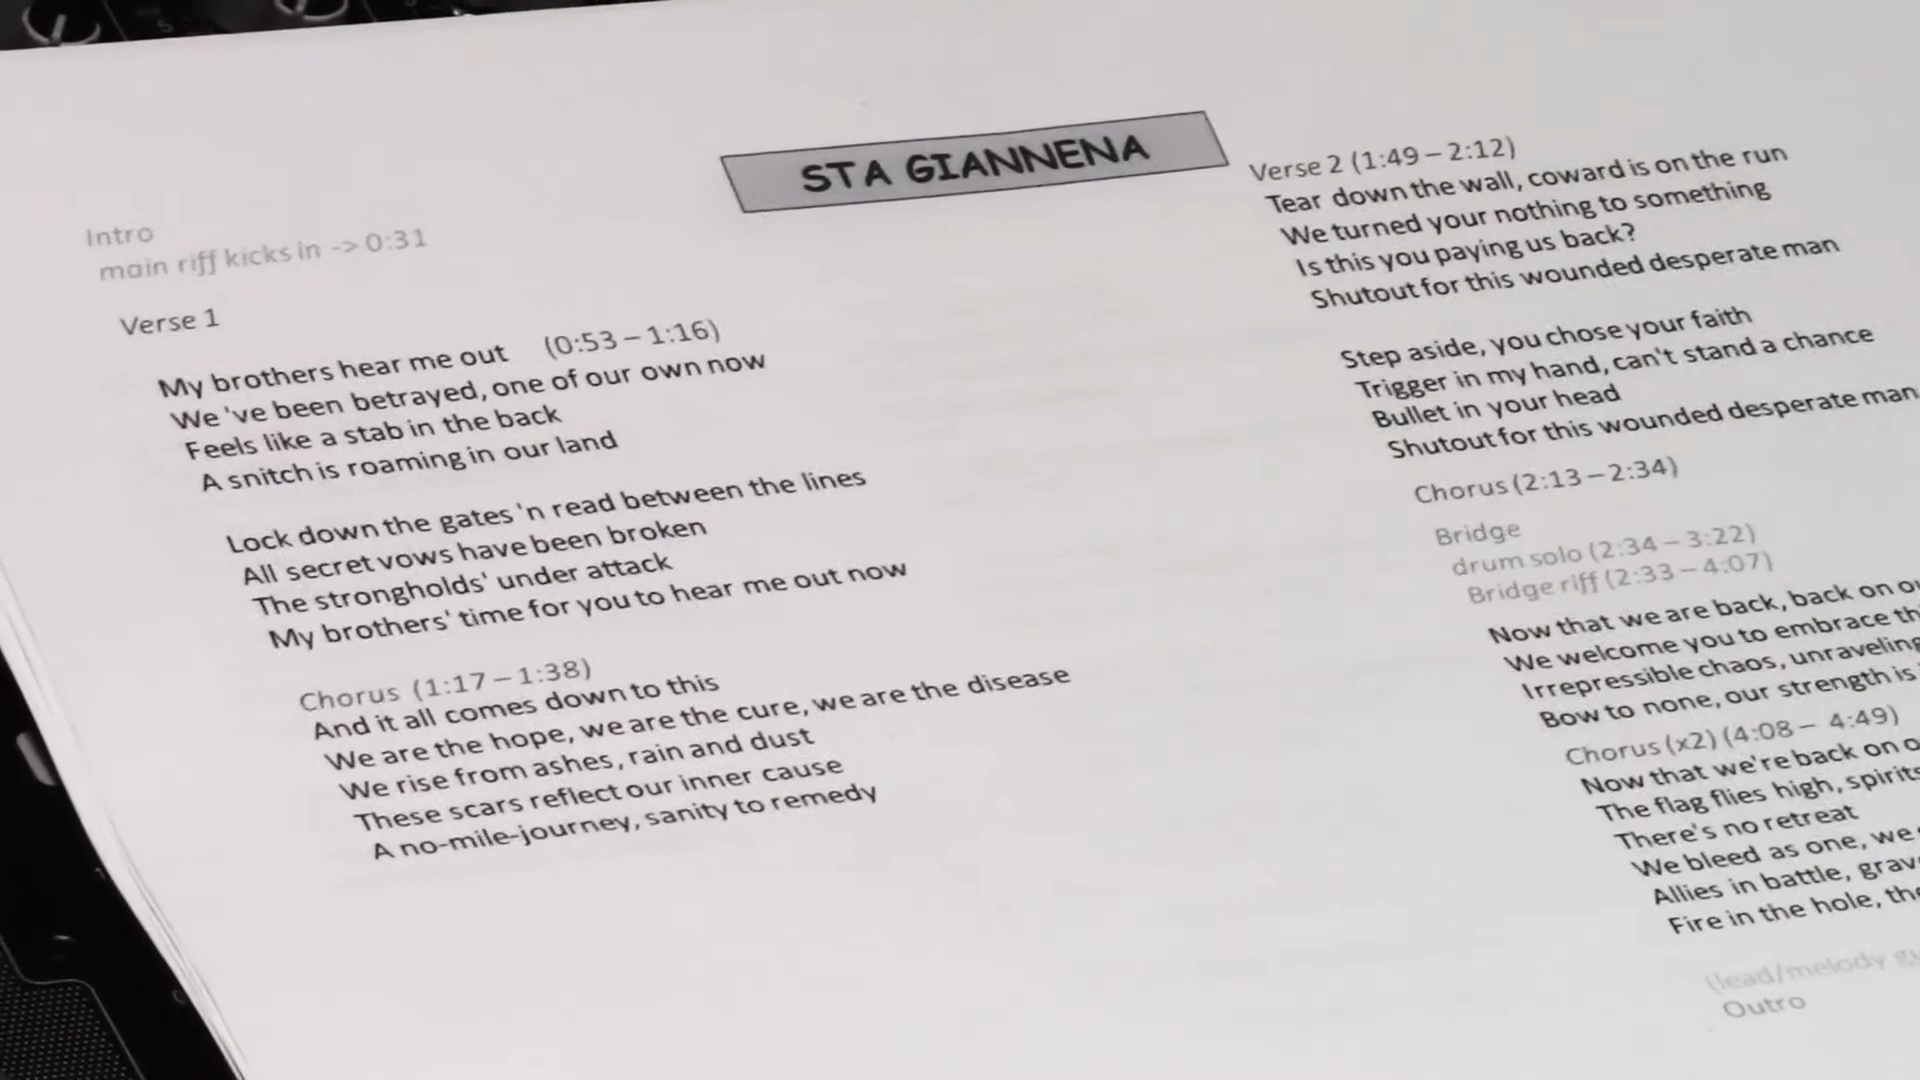 STA GIANNENA
Intro
main riff kicks in -> 0:31
Verse 1
My brothers hear me out (0:53 – 1:16)
We 've been betrayed, one of our own now
Feels like a stab in the back
A snitch is roaming in our land
Lock down the gates 'n read between the lines
All secret vows have been broken
The strongholds' under attack
My brothers' time for you to hear me out now
Chorus (1:17 – 1:38)
And it all comes down to this
We are the hope, we are the cure, we are the disease
We rise from ashes, rain and dust
These scars reflect our inner cause
A no-mile-journey, sanity to remedy
Verse 2 (1:49 – 2:12)
Tear down the wall, coward is on the run
We turned your nothing to something
Is this you paying us back?
Shutout for this wounded desperate man
Step aside, you chose your faith
Trigger in my hand, can't stand a chance
Bullet in your head
Shutout for this wounded desperate man
Chorus (2:13 – 2:34)
Bridge
drum solo (2:34 – 3:22)
Bridge riff (2:33 – 4:07)
Now that we are back, back on
We welcome you to embrace
Irrepressible chaos, unraveling
Bow to none, our strength is
Chorus (x2) (4:08 – 4:49)
Now that we're back on
The flag flies high, spirits
There's no retreat
We bleed as one, we
Allies in battle,
Fire in the hole,
(lead/melody
Outro